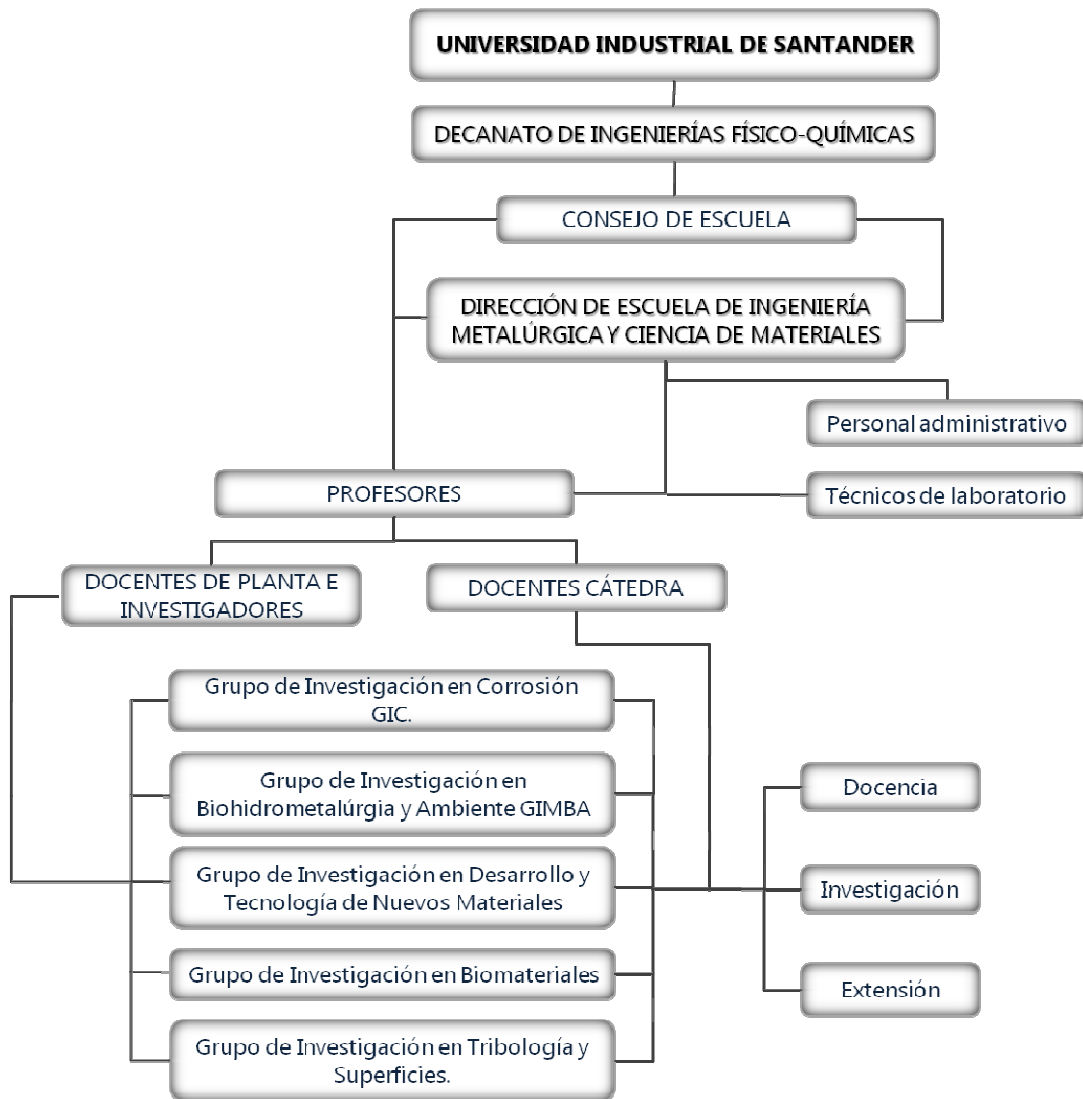 UNIVERSIDAD INDUSTRIAL DE SANTANDER
DECANATO DE INGENIERÍAS FÍSICO-QUÍMICAS
CONSEJO DE ESCUELA
DIRECCIÓN DE ESCUELA DE INGENIERÍA
METALÚRGICA Y CIENCIA DE MATERIALES
Personal administrativo
PROFESORES
Técnicos de laboratorio
DOCENTES DE PLANTA E
INVESTIGADORES
DOCENTES CÁTEDRA
Grupo de Investigación en Corrosión
GIC.
Grupo de Investigación en
Biohidrometalúrgia y Ambiente GIMBA
Grupo de Investigación en Desarrollo y
Tecnología de Nuevos Materiales
Grupo de Investigación en Biomateriales
Grupo de Investigación en Tribología y
Superficies.
Docencia
Investigación
Extensión